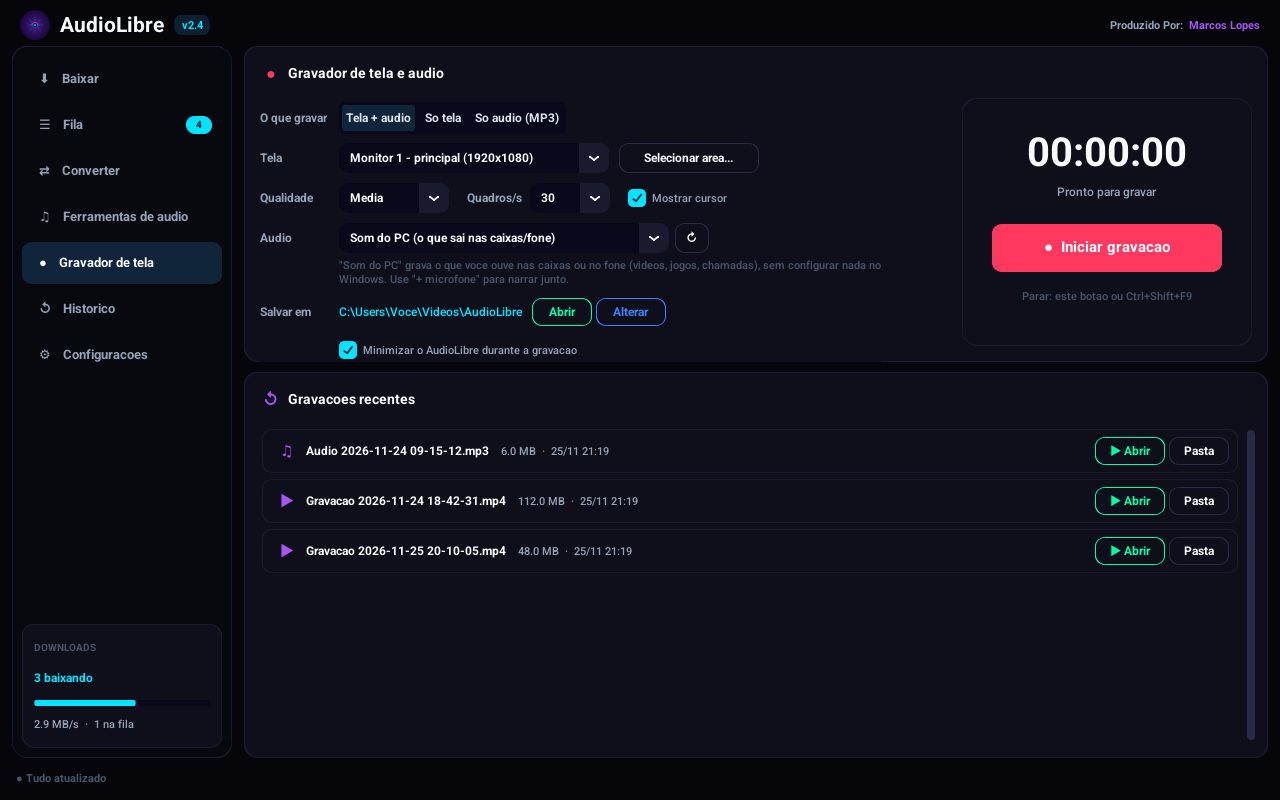 AudioLibre v2.4
Produzido Por: Marcos Lopes
Baixar
Fila 4
Converter
Ferramentas de audio
Gravador de tela
Historico
Configuracoes
DOWNLOADS
3 baixando
2.9 MB/s · 1 na fila
Gravador de tela e audio
O que gravar Tela + audio So tela So audio (MP3)
Tela Monitor 1 - principal (1920x1080) Selecionar area...
Qualidade Media Quadros/s 30 Mostrar cursor
Audio Som do PC (o que sai nas caixas/fone)
"Som do PC" grava o que voce ouve nas caixas ou no fone (videos, jogos, chamadas), sem configurar nada no
Windows. Use "+ microfone" para narrar junto.
Salvar em C:\Users\Voce\Videos\AudioLibre Abrir Alterar
Minimizar o AudioLibre durante a gravacao
00:00:00
Pronto para gravar
Iniciar gravacao
Parar: este botao ou Ctrl+Shift+F9
Gravacoes recentes
Audio 2026-11-24 09-15-12.mp3 6.0 MB · 25/11 21:19 Abrir Pasta
Gravacao 2026-11-24 18-42-31.mp4 112.0 MB · 25/11 21:19 Abrir Pasta
Gravacao 2026-11-25 20-10-05.mp4 48.0 MB · 25/11 21:19 Abrir Pasta
Tudo atualizado